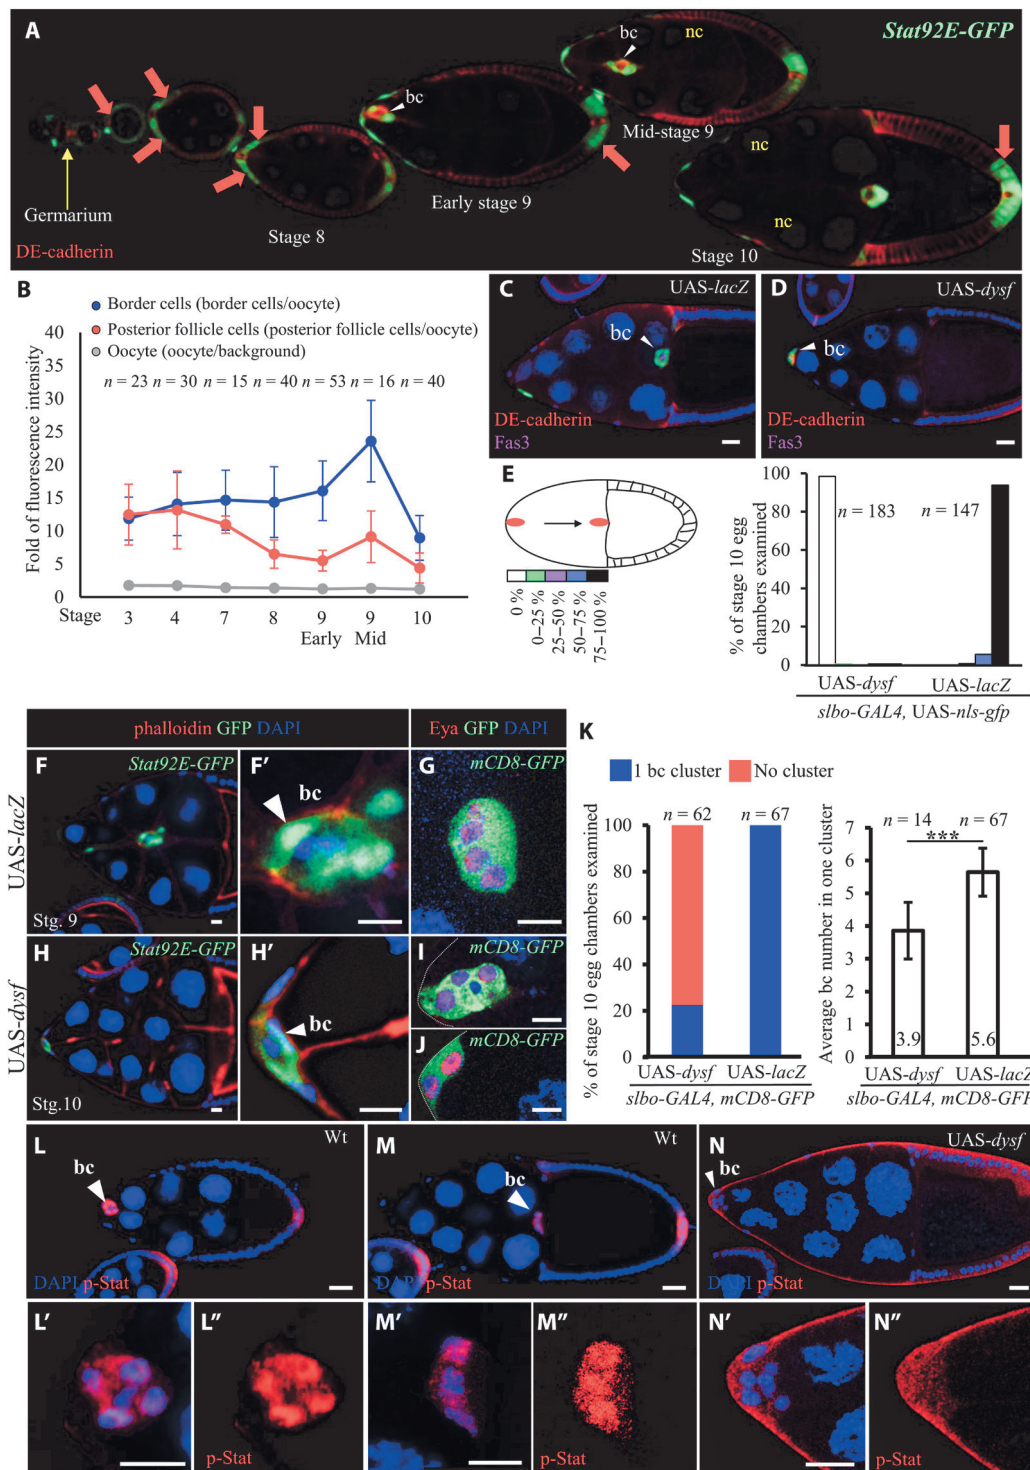 A
Stat92E-GFP
bc
nc
bc
Mid-stage 9
nc
Germarium
Early stage 9
Stage 8
nc
DE-cadherin
Stage 10
B
Border cells (border cells/oocyte)
Posterior follicle cells (posterior follicle cells/oocyte)
Oocyte (oocyte/background)
Fold of fluorescence intensity
40
35
30
25
20
15
10
5
0
n = 23 n = 30 n = 15 n = 40 n = 53 n = 16 n = 40
Stage
3 4 7 8 9 9 10
Early Mid
C
UAS-lacZ
bc
DE-cadherin
Fas3
D
UAS-dysf
bc
DE-cadherin
Fas3
E
0 %
0–25 %
25–50 %
50–75 %
75–100 %
% of stage 10 egg
chambers examined
100
80
60
40
20
0
n = 183 n = 147
UAS-dysf UAS-lacZ
slbo-GAL4, UAS-nls-gfp
phalloidin GFP DAPI
Eya GFP DAPI
UAS-lacZ
F
Stat92E-GFP
Stg. 9
F'
bc
G
mCD8-GFP
UAS-dysf
H
Stat92E-GFP
Stg.10
H'
bc
I
mCD8-GFP
J
mCD8-GFP
K
1 bc cluster
No cluster
% of stage 10 egg chambers examined
100
80
60
40
20
0
n = 62 n = 67
UAS-dysf UAS-lacZ
slbo-GAL4, mCD8-GFP
Average bc number in one cluster
7
6
5
4
3
2
1
0
n = 14 n = 67
***
3.9 5.6
UAS-dysf UAS-lacZ
slbo-GAL4, mCD8-GFP
L
Wt
bc
DAPI p-Stat
M
Wt
bc
DAPI p-Stat
N
UAS-dysf
bc
DAPI p-Stat
L'
L"
p-Stat
M'
M"
p-Stat
N'
N"
p-Stat